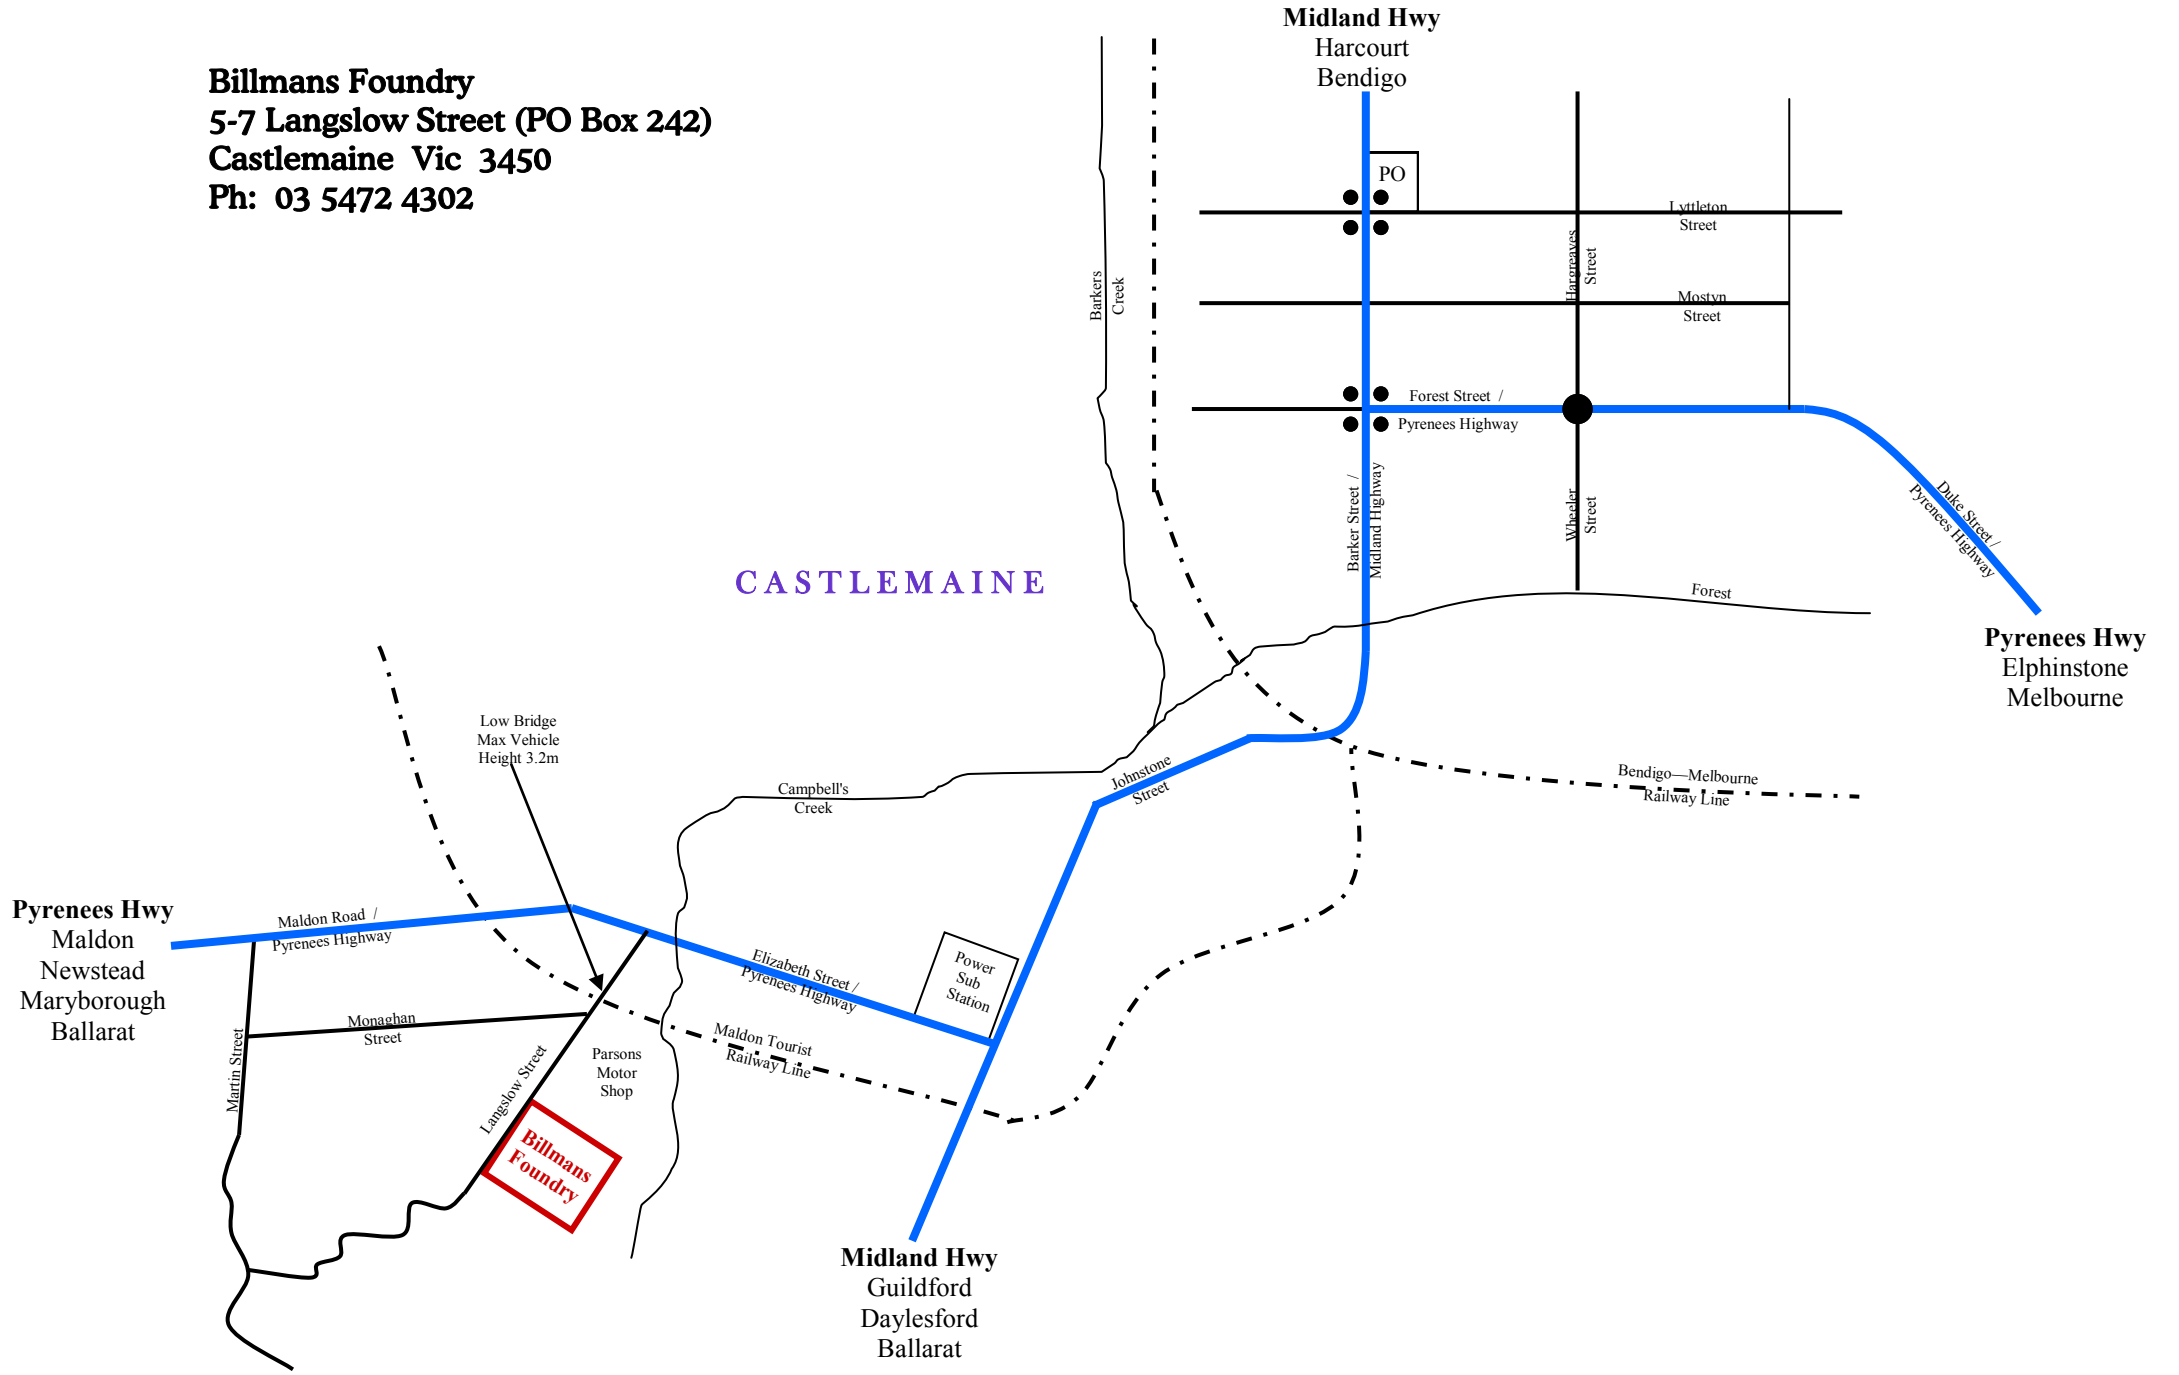 Billmans Foundry
5-7 Langslow Street (PO Box 242)
Castlemaine Vic 3450
Ph: 03 5472 4302
Midland Hwy
Harcourt
Bendigo
PO
Lyttleton
Street
Hargreaves
Street
Mostyn
Street
Barkers
Creek
Forest Street /
Pyrenees Highway
Barker Street /
Midland Highway
Wheeler
Street
Duke Street /
Pyrenees Highway
CASTLEMAINE
Forest
Pyrenees Hwy
Elphinstone
Melbourne
Low Bridge
Max Vehicle
Height 3.2m
Campbell's
Creek
Johnstone
Street
Bendigo—Melbourne
Railway Line
Pyrenees Hwy
Maldon
Newstead
Maryborough
Ballarat
Maldon Road /
Pyrenees Highway
Elizabeth Street /
Pyrenees Highway
Power
Sub
Station
Monaghan
Street
Martin Street
Langslow Street
Parsons
Motor
Shop
Maldon Tourist
Railway Line
Billmans
Foundry
Midland Hwy
Guildford
Daylesford
Ballarat